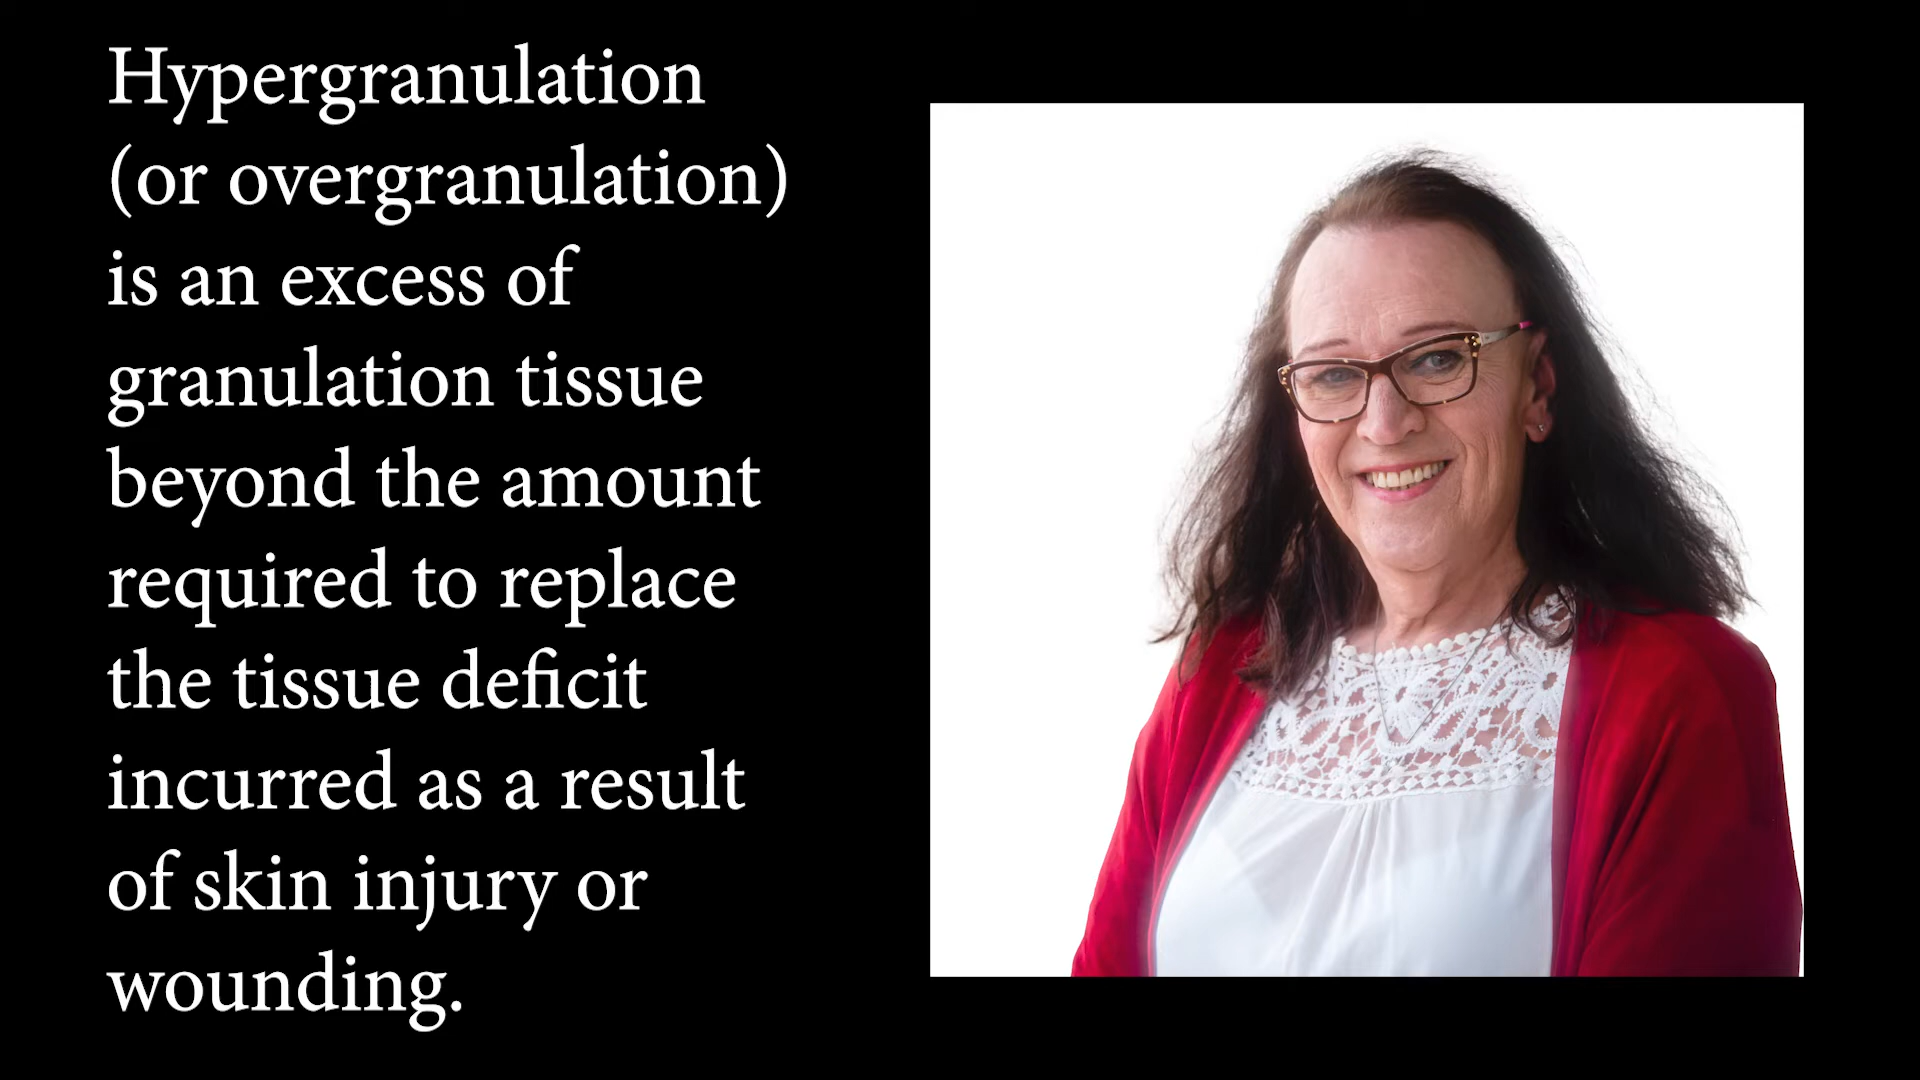 Hypergranulation
(or overgranulation)
is an excess of
granulation tissue
beyond the amount
required to replace
the tissue deficit
incurred as a result
of skin injury or
wounding.